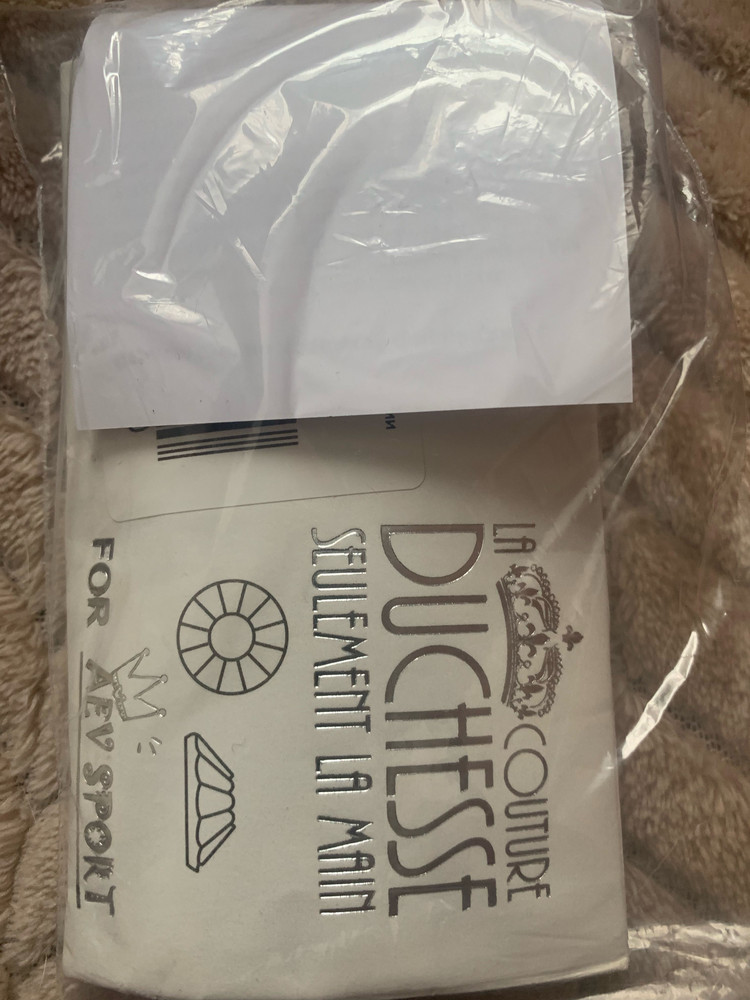 LA COUTURE
DUCHESSE
SEULEMENT LA MAIN
FOR AEV SPORT